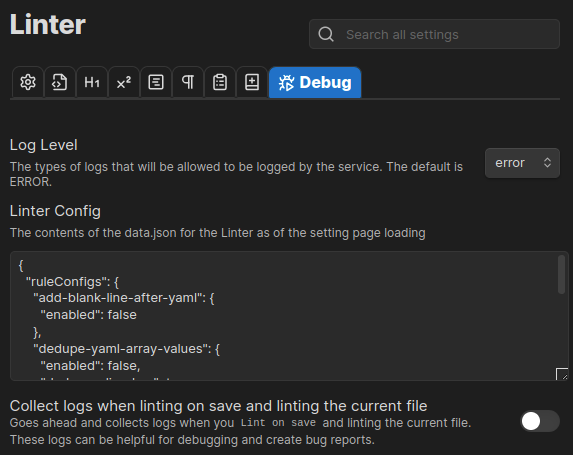 Linter
Search all settings
H1
x²
Debug
Log Level
The types of logs that will be allowed to be logged by the service. The default is
ERROR.
error
Linter Config
The contents of the data.json for the Linter as of the setting page loading
{
"ruleConfigs": {
"add-blank-line-after-yaml": {
"enabled": false
},
"dedupe-yaml-array-values": {
"enabled": false,
Collect logs when linting on save and linting the current file
Goes ahead and collects logs when you Lint on save and linting the current file.
These logs can be helpful for debugging and create bug reports.